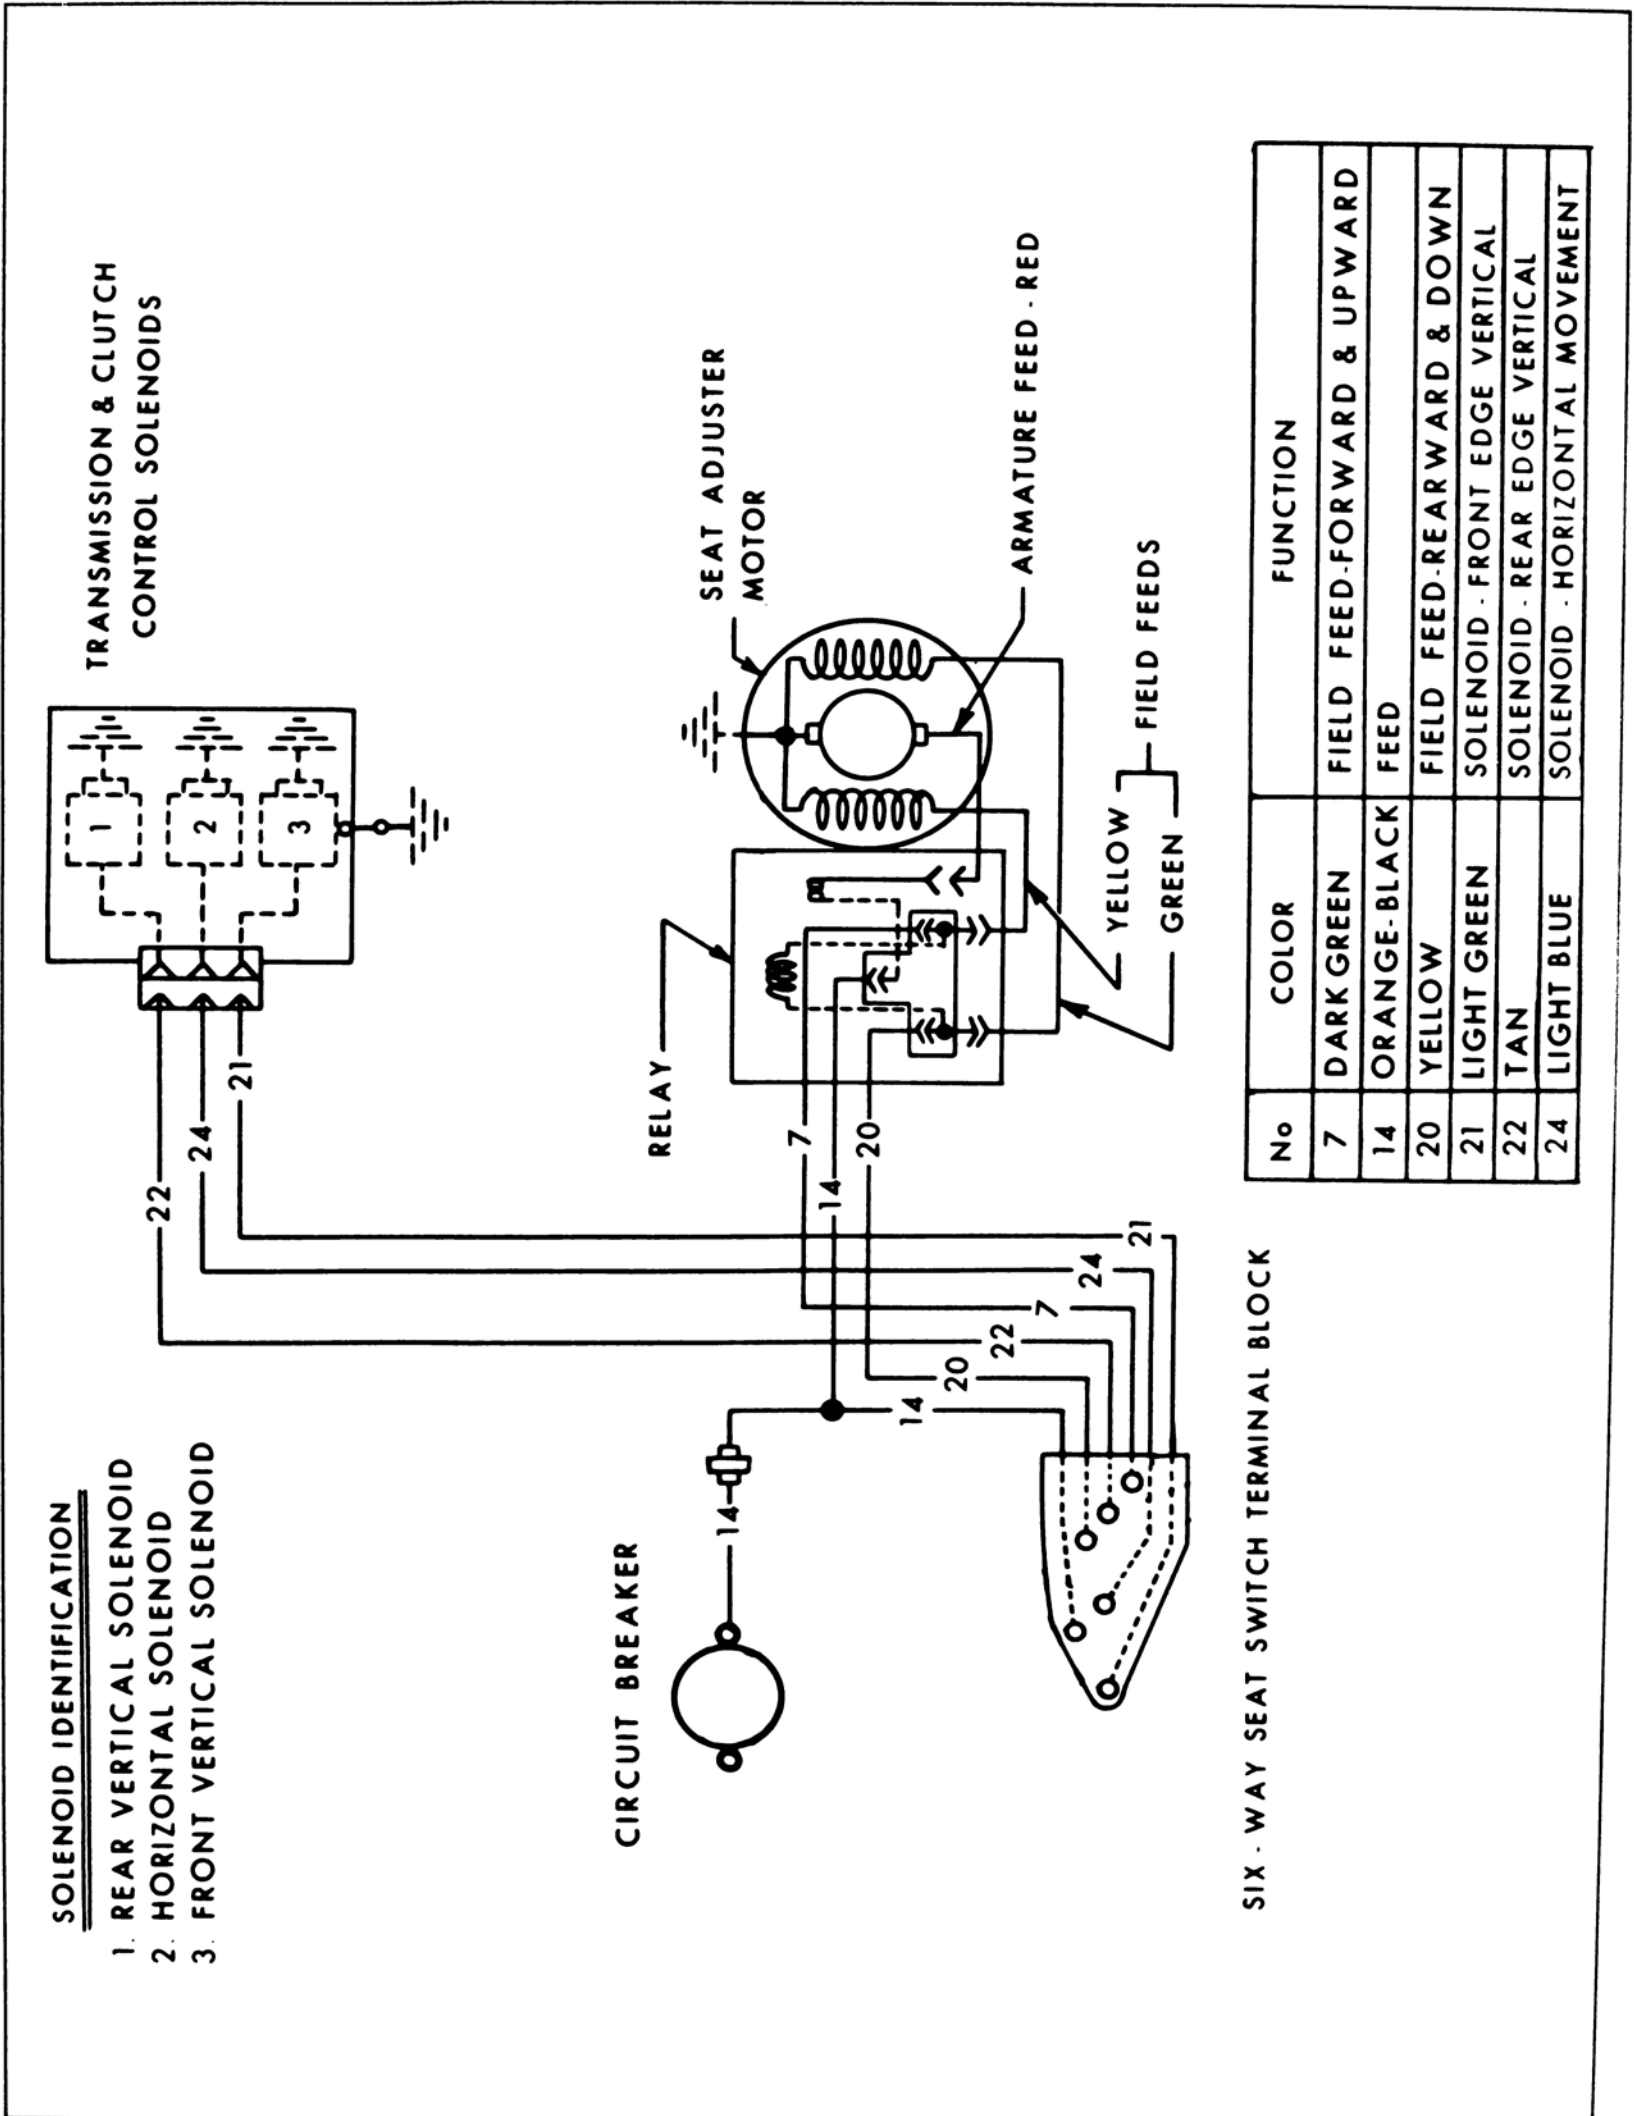 SOLENOID IDENTIFICATION
1. REAR VERTICAL SOLENOID
2. HORIZONTAL SOLENOID
3. FRONT VERTICAL SOLENOID
TRANSMISSION & CLUTCH
CONTROL SOLENOIDS
1
2
3
22
24
21
CIRCUIT BREAKER
14
RELAY
SEAT ADJUSTER
MOTOR
7
14
20
14
20
22
7
24
21
ARMATURE FEED - RED
YELLOW
GREEN
FIELD FEEDS
SIX - WAY SEAT SWITCH TERMINAL BLOCK
No COLOR FUNCTION
7 DARK GREEN FIELD FEED-FORWARD & UPWARD
14 ORANGE-BLACK FEED
20 YELLOW FIELD FEED-REARWARD & DOWN
21 LIGHT GREEN SOLENOID - FRONT EDGE VERTICAL
22 TAN SOLENOID - REAR EDGE VERTICAL
24 LIGHT BLUE SOLENOID - HORIZONTAL MOVEMENT